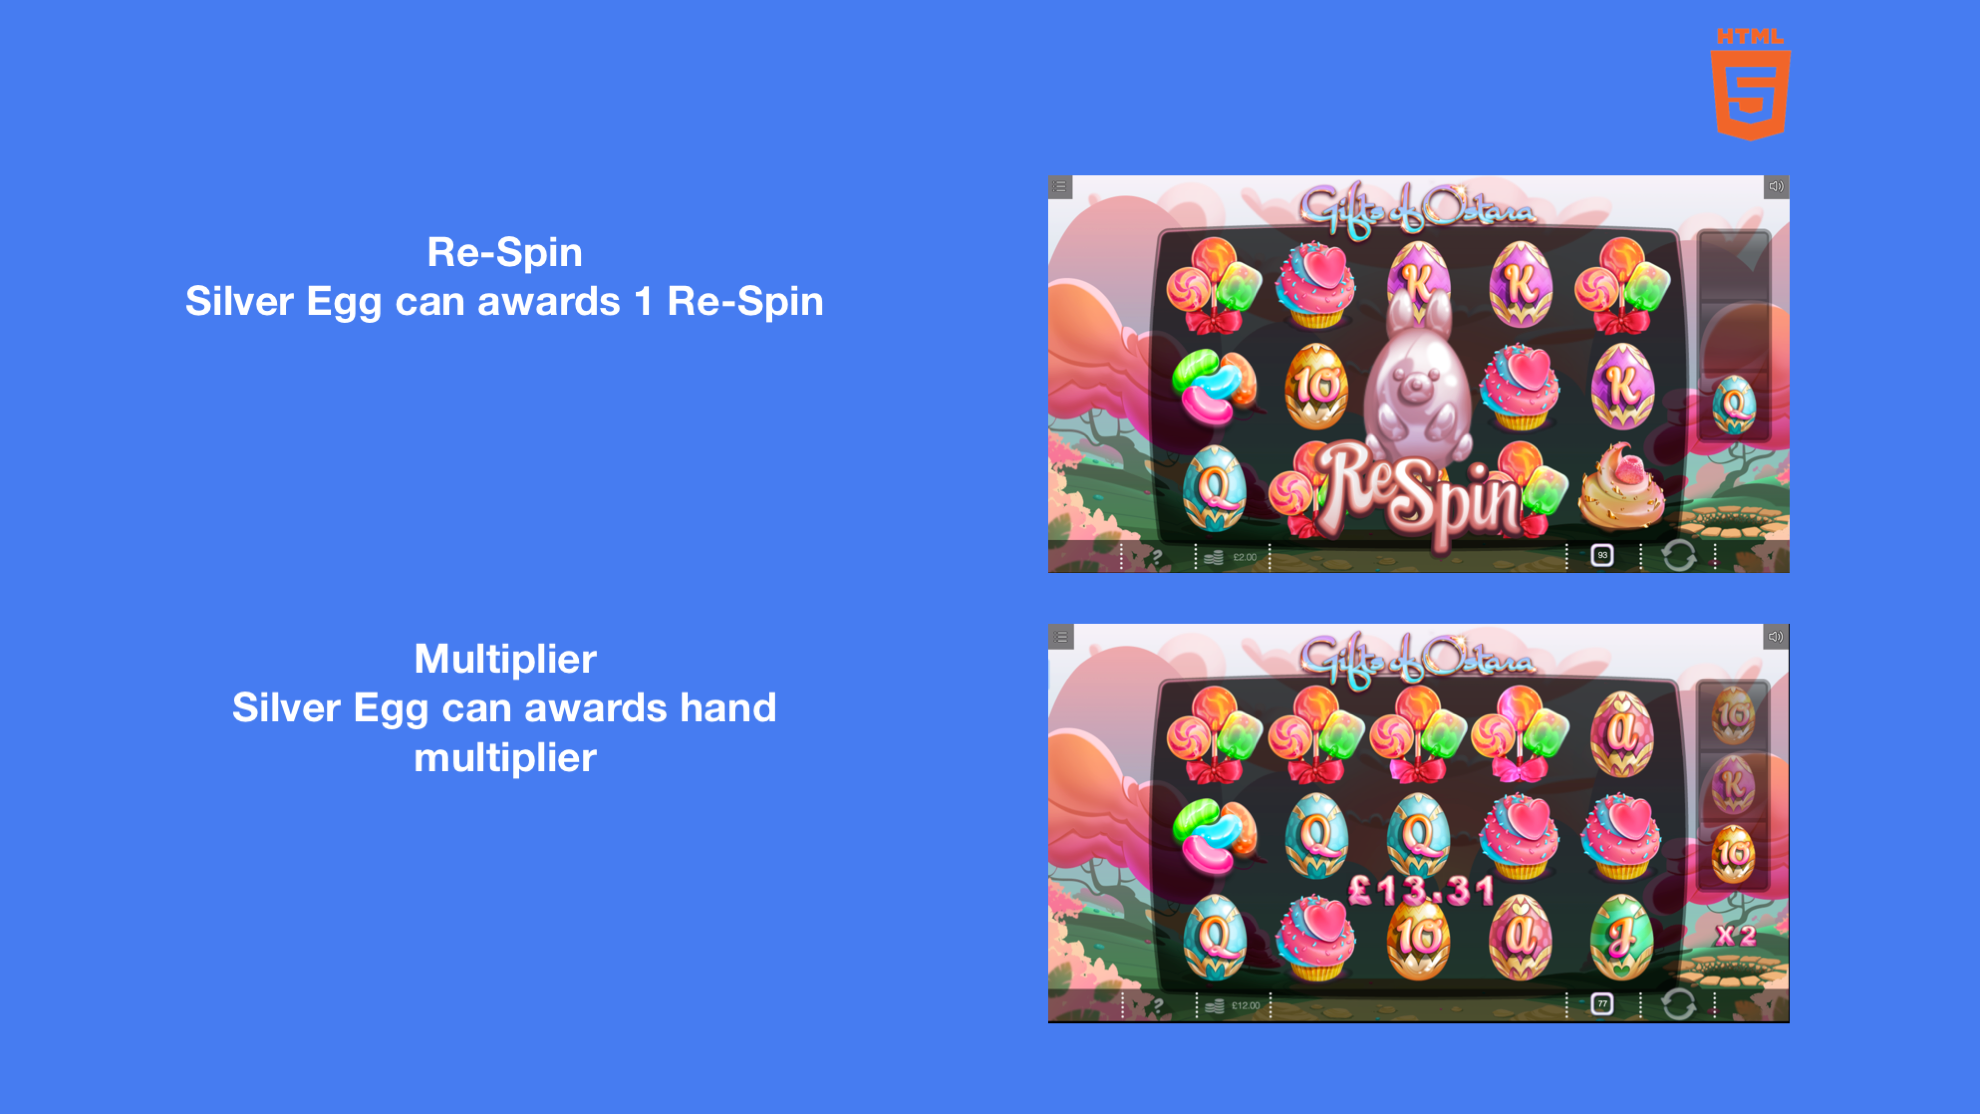 HTML
5
Re-Spin
Silver Egg can awards 1 Re-Spin
Gifts of Ostara
K K
10 K
Q
Q
ReSpin
? £2.00 93
Multiplier
Silver Egg can awards hand
multiplier
Gifts of Ostara
a
10
K
Q Q
10
£13.31
Q 10 a J
X 2
? £12.00 77